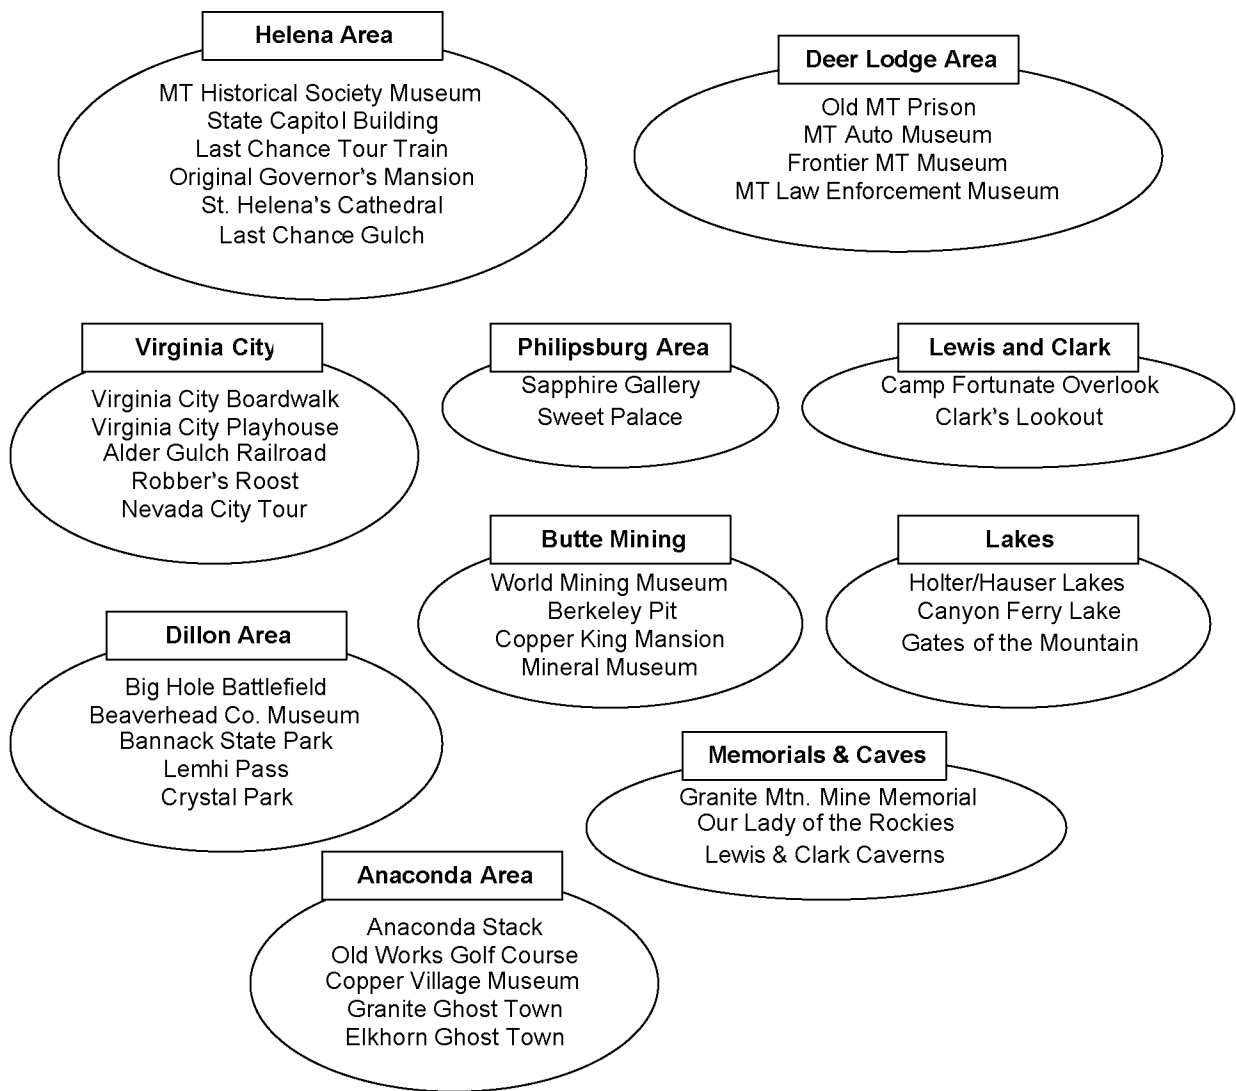 Helena Area
MT Historical Society Museum
State Capitol Building
Last Chance Tour Train
Original Governor's Mansion
St. Helena's Cathedral
Last Chance Gulch
Deer Lodge Area
Old MT Prison
MT Auto Museum
Frontier MT Museum
MT Law Enforcement Museum
Virginia City
Virginia City Boardwalk
Virginia City Playhouse
Alder Gulch Railroad
Robber's Roost
Nevada City Tour
Philipsburg Area
Sapphire Gallery
Sweet Palace
Lewis and Clark
Camp Fortunate Overlook
Clark's Lookout
Butte Mining
World Mining Museum
Berkeley Pit
Copper King Mansion
Mineral Museum
Lakes
Holter/Hauser Lakes
Canyon Ferry Lake
Gates of the Mountain
Dillon Area
Big Hole Battlefield
Beaverhead Co. Museum
Bannack State Park
Lemhi Pass
Crystal Park
Memorials & Caves
Granite Mtn. Mine Memorial
Our Lady of the Rockies
Lewis & Clark Caverns
Anaconda Area
Anaconda Stack
Old Works Golf Course
Copper Village Museum
Granite Ghost Town
Elkhorn Ghost Town